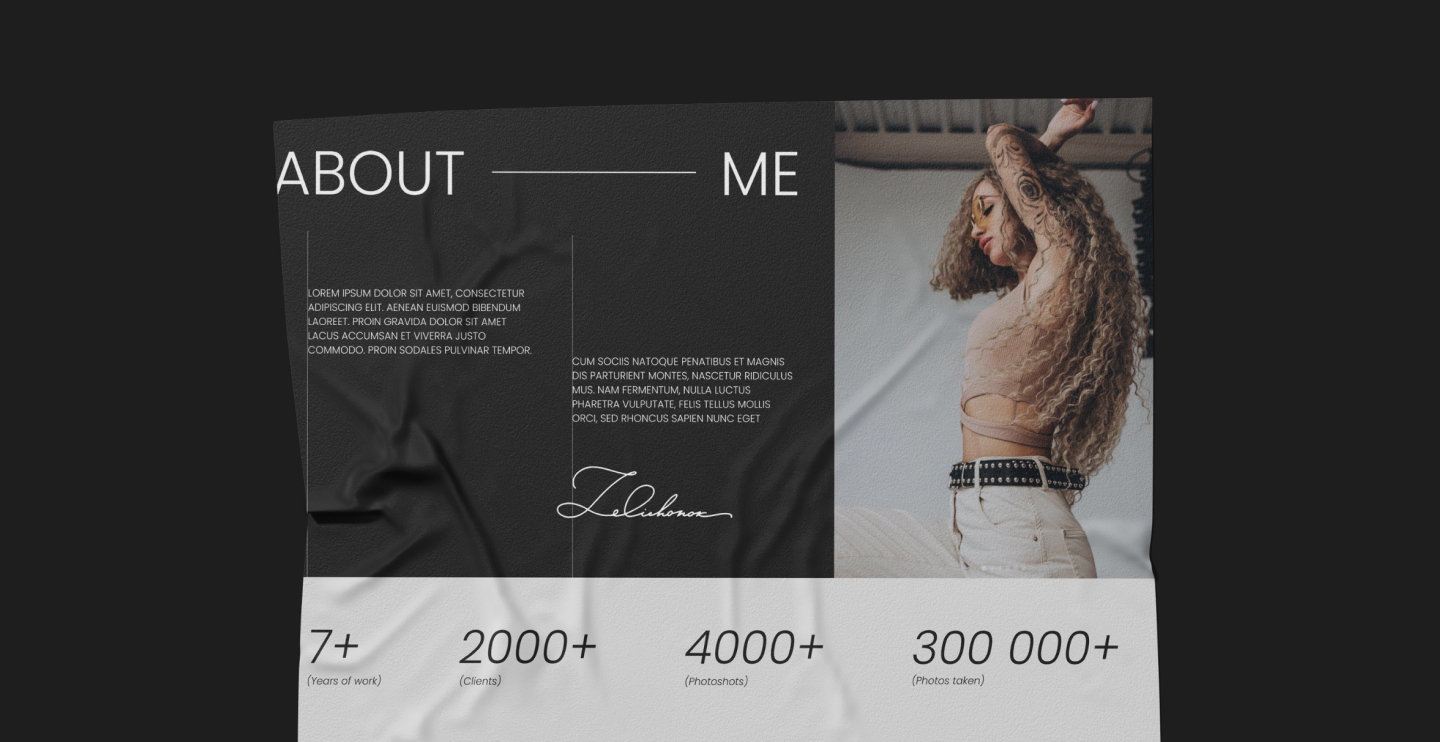 ABOUT ME
LOREM IPSUM DOLOR SIT AMET, CONSECTETUR
ADIPISCING ELIT. AENEAN EUISMOD BIBENDUM
LAOREET. PROIN GRAVIDA DOLOR SIT AMET
LACUS ACCUMSAN ET VIVERRA JUSTO
COMMODO. PROIN SODALES PULVINAR TEMPOR.
CUM SOCIIS NATOQUE PENATIBUS ET MAGNIS
DIS PARTURIENT MONTES, NASCETUR RIDICULUS
MUS. NAM FERMENTUM, NULLA LUCTUS
PHARETRA VULPUTATE, FELIS TELLUS MOLLIS
ORCI, SED RHONCUS SAPIEN NUNC EGET
7+
(Years of work)
2000+
(Clients)
4000+
(Photoshots)
300 000+
(Photos taken)